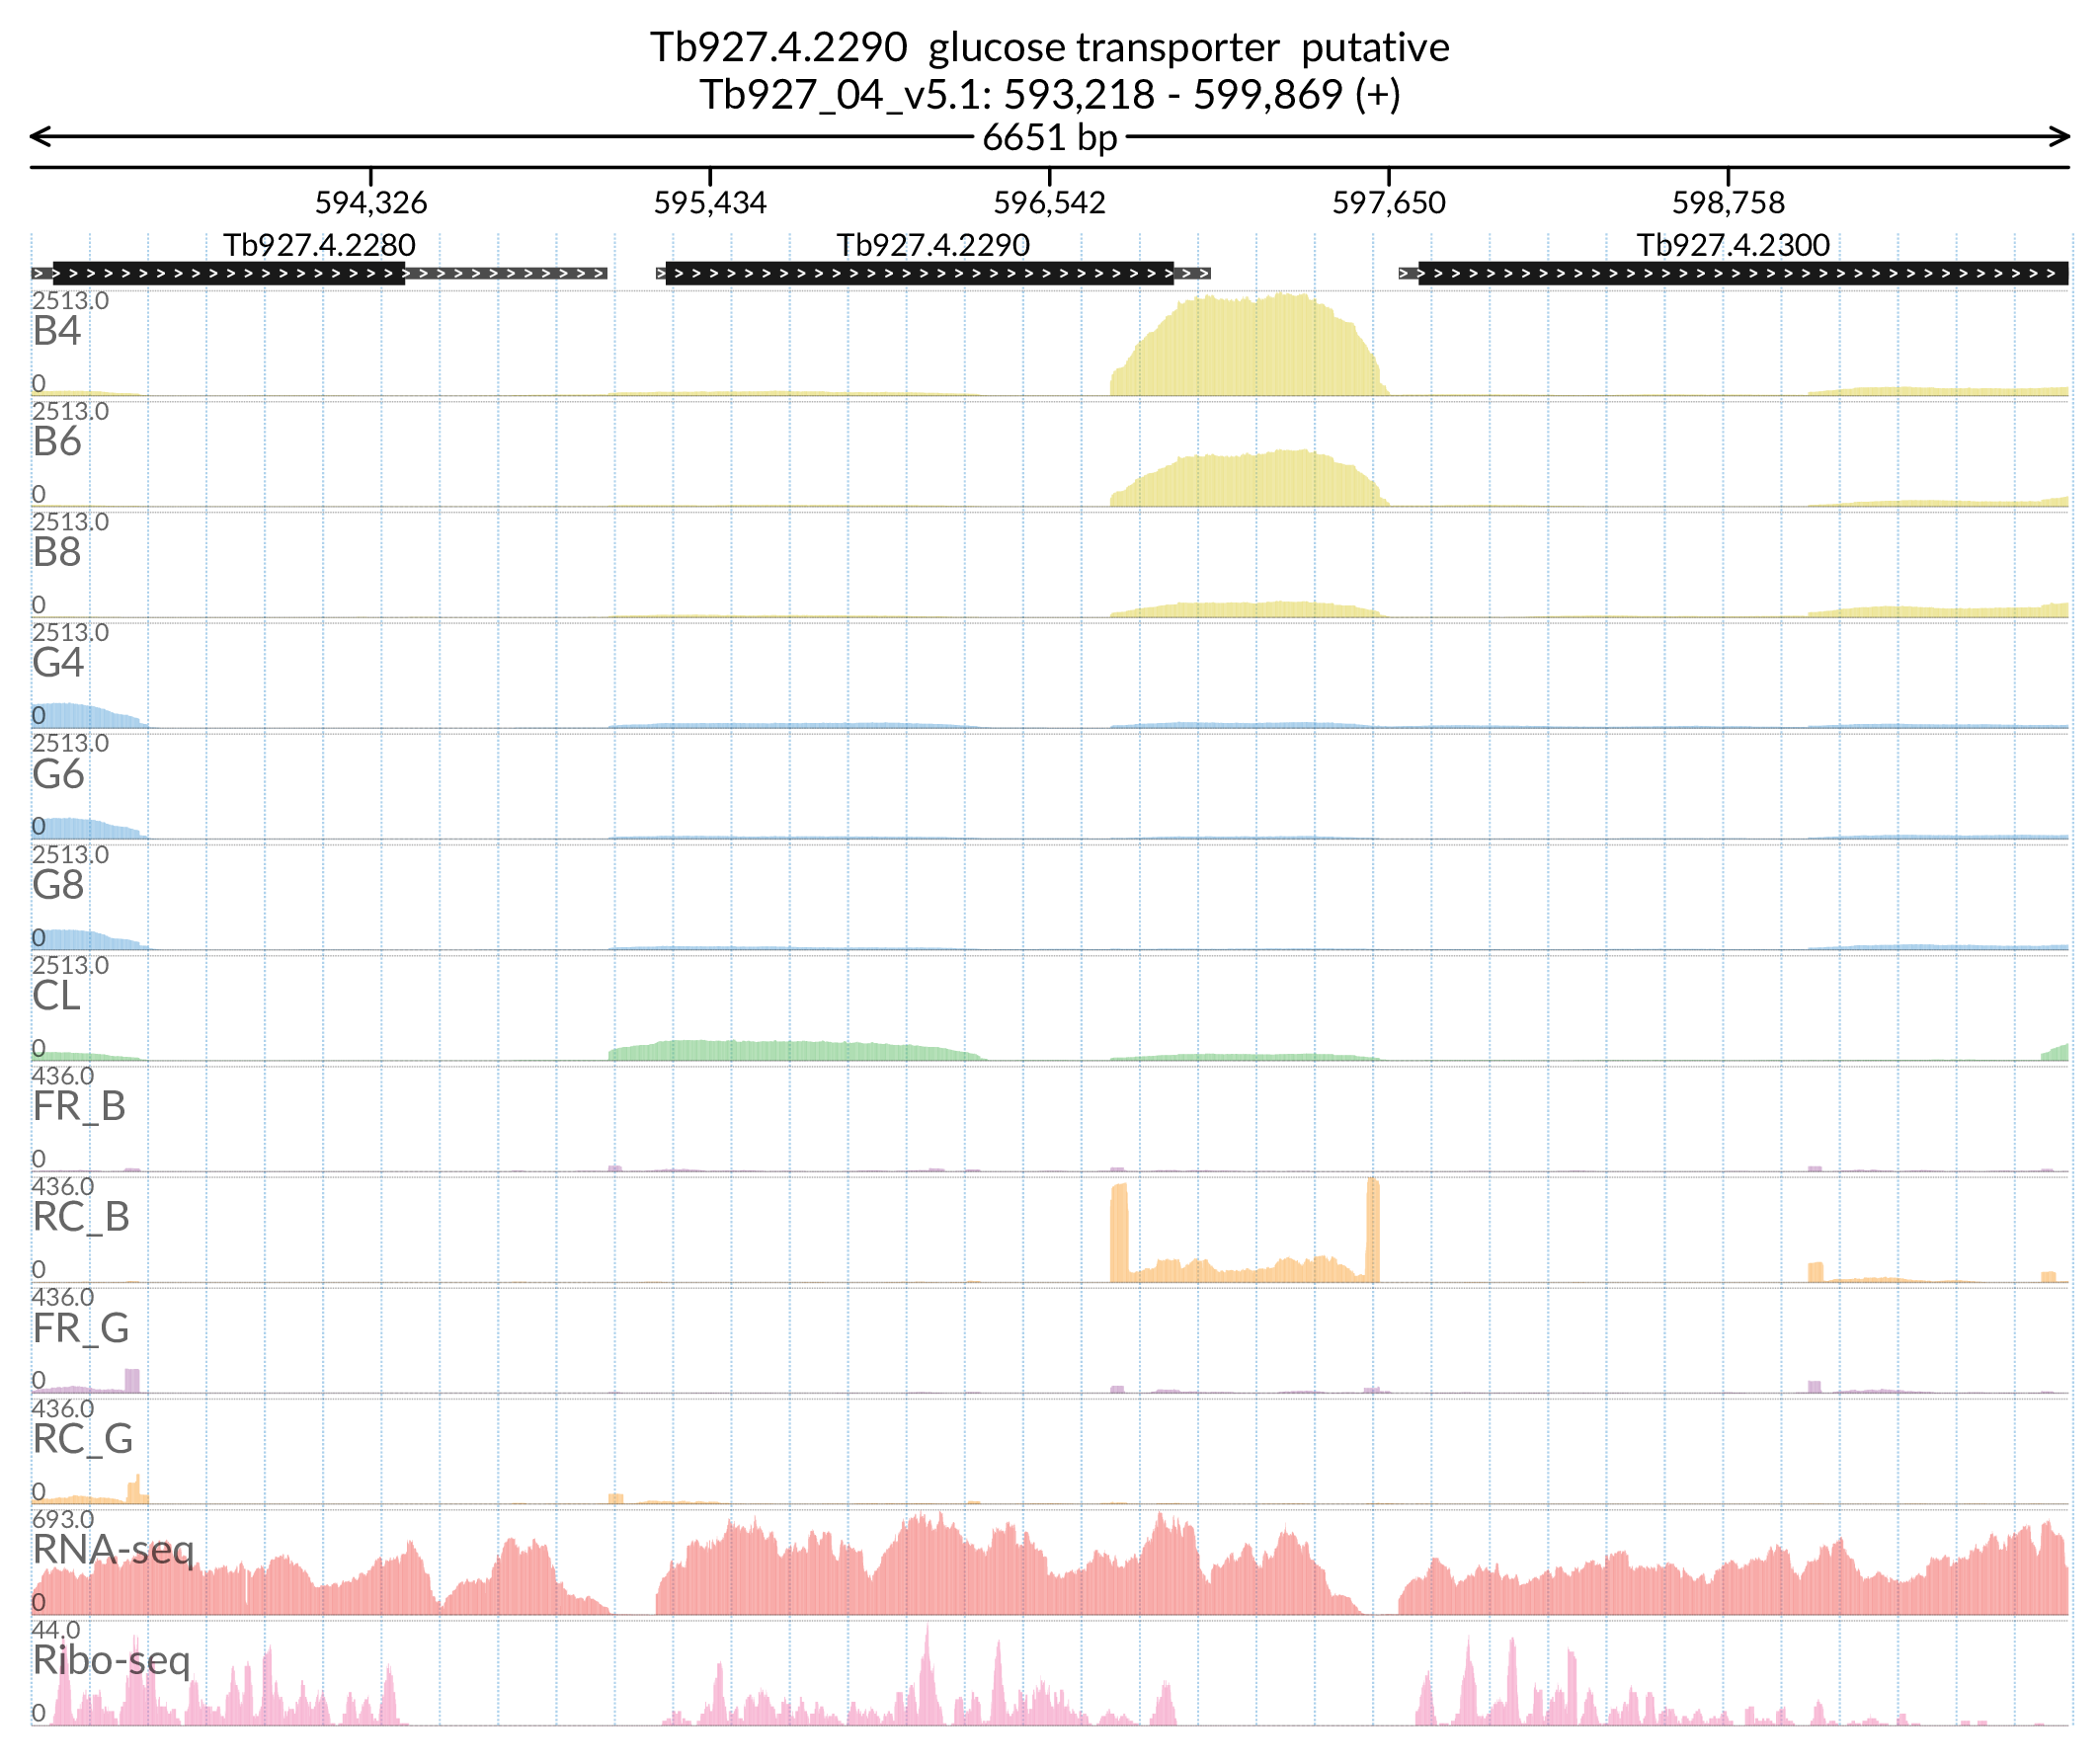 Tb927.4.2290 glucose transporter putative
Tb927_04_v5.1: 593,218 - 599,869 (+)
6651 bp
594,326 595,434 596,542 597,650 598,758
Tb927.4.2280 Tb927.4.2290 Tb927.4.2300
2513.0
B4
0
2513.0
B6
0
2513.0
B8
0
2513.0
G4
0
2513.0
G6
0
2513.0
G8
0
2513.0
CL
0
436.0
FR_B
0
436.0
RC_B
0
436.0
FR_G
0
436.0
RC_G
0
693.0
RNA-seq
0
44.0
Ribo-seq
0